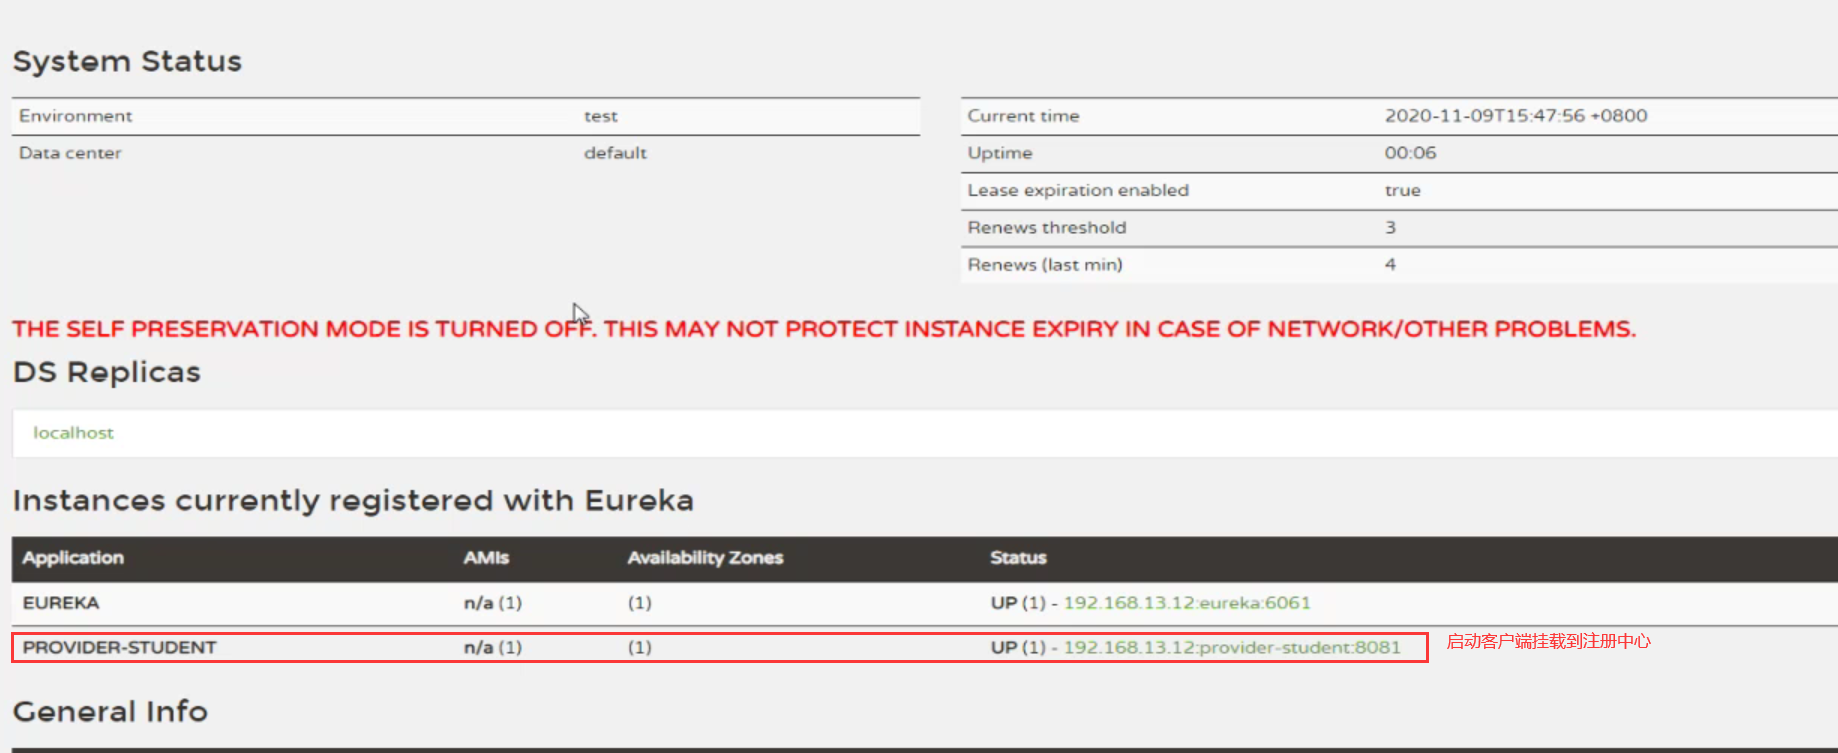 System Status
Environment test
Data center default
Current time 2020-11-09T15:47:56 +0800
Uptime 00:06
Lease expiration enabled true
Renews threshold 3
Renews (last min) 4
THE SELF PRESERVATION MODE IS TURNED OFF. THIS MAY NOT PROTECT INSTANCE EXPIRY IN CASE OF NETWORK/OTHER PROBLEMS.
DS Replicas
localhost
Instances currently registered with Eureka
Application AMIs Availability Zones Status
EUREKA n/a (1) (1) UP (1) - 192.168.13.12:eureka:6061
PROVIDER-STUDENT n/a (1) (1) UP (1) - 192.168.13.12:provider-student:8081 启动客户端挂载到注册中心
General Info